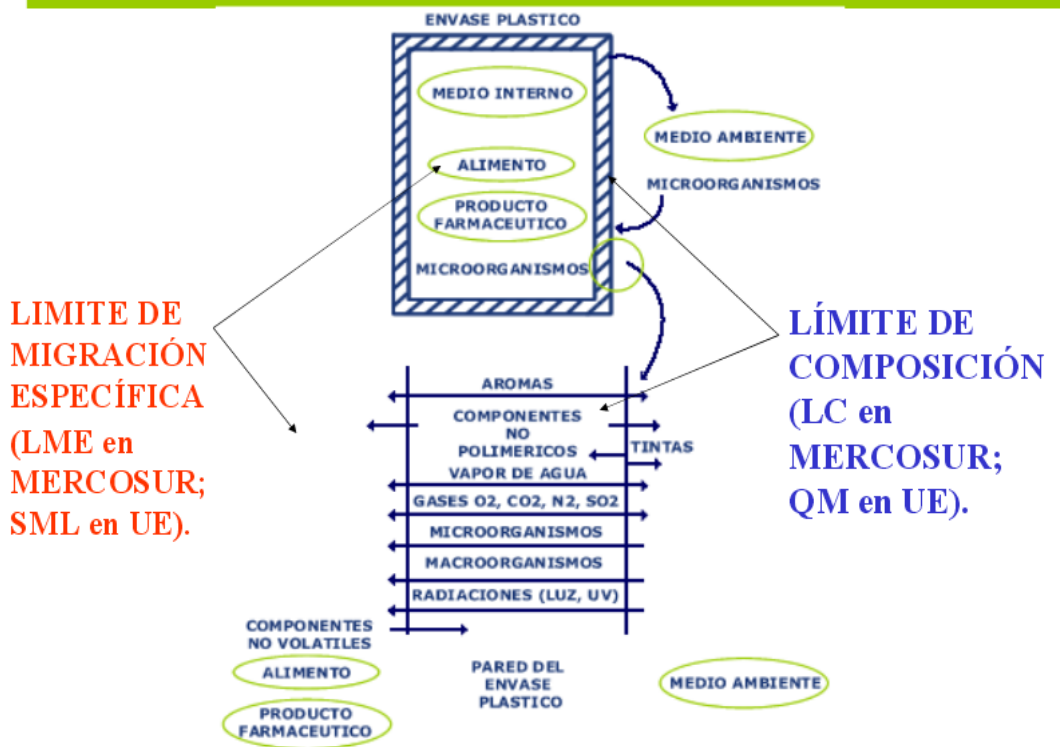 ENVASE PLASTICO
MEDIO INTERNO
MEDIO AMBIENTE
ALIMENTO
MICROORGANISMOS
PRODUCTO
FARMACEUTICO
MICROORGANISMOS
LIMITE DE
MIGRACIÓN
ESPECÍFICA
(LME en
MERCOSUR;
SML en UE).
LÍMITE DE
COMPOSICIÓN
(LC en
MERCOSUR;
QM en UE).
AROMAS
COMPONENTES
NO
POLIMERICOS
TINTAS
VAPOR DE AGUA
GASES O2, CO2, N2, SO2
MICROORGANISMOS
MACROORGANISMOS
RADIACIONES (LUZ, UV)
COMPONENTES
NO VOLATILES
ALIMENTO
PRODUCTO
FARMACEUTICO
PARED DEL
ENVASE
PLASTICO
MEDIO AMBIENTE